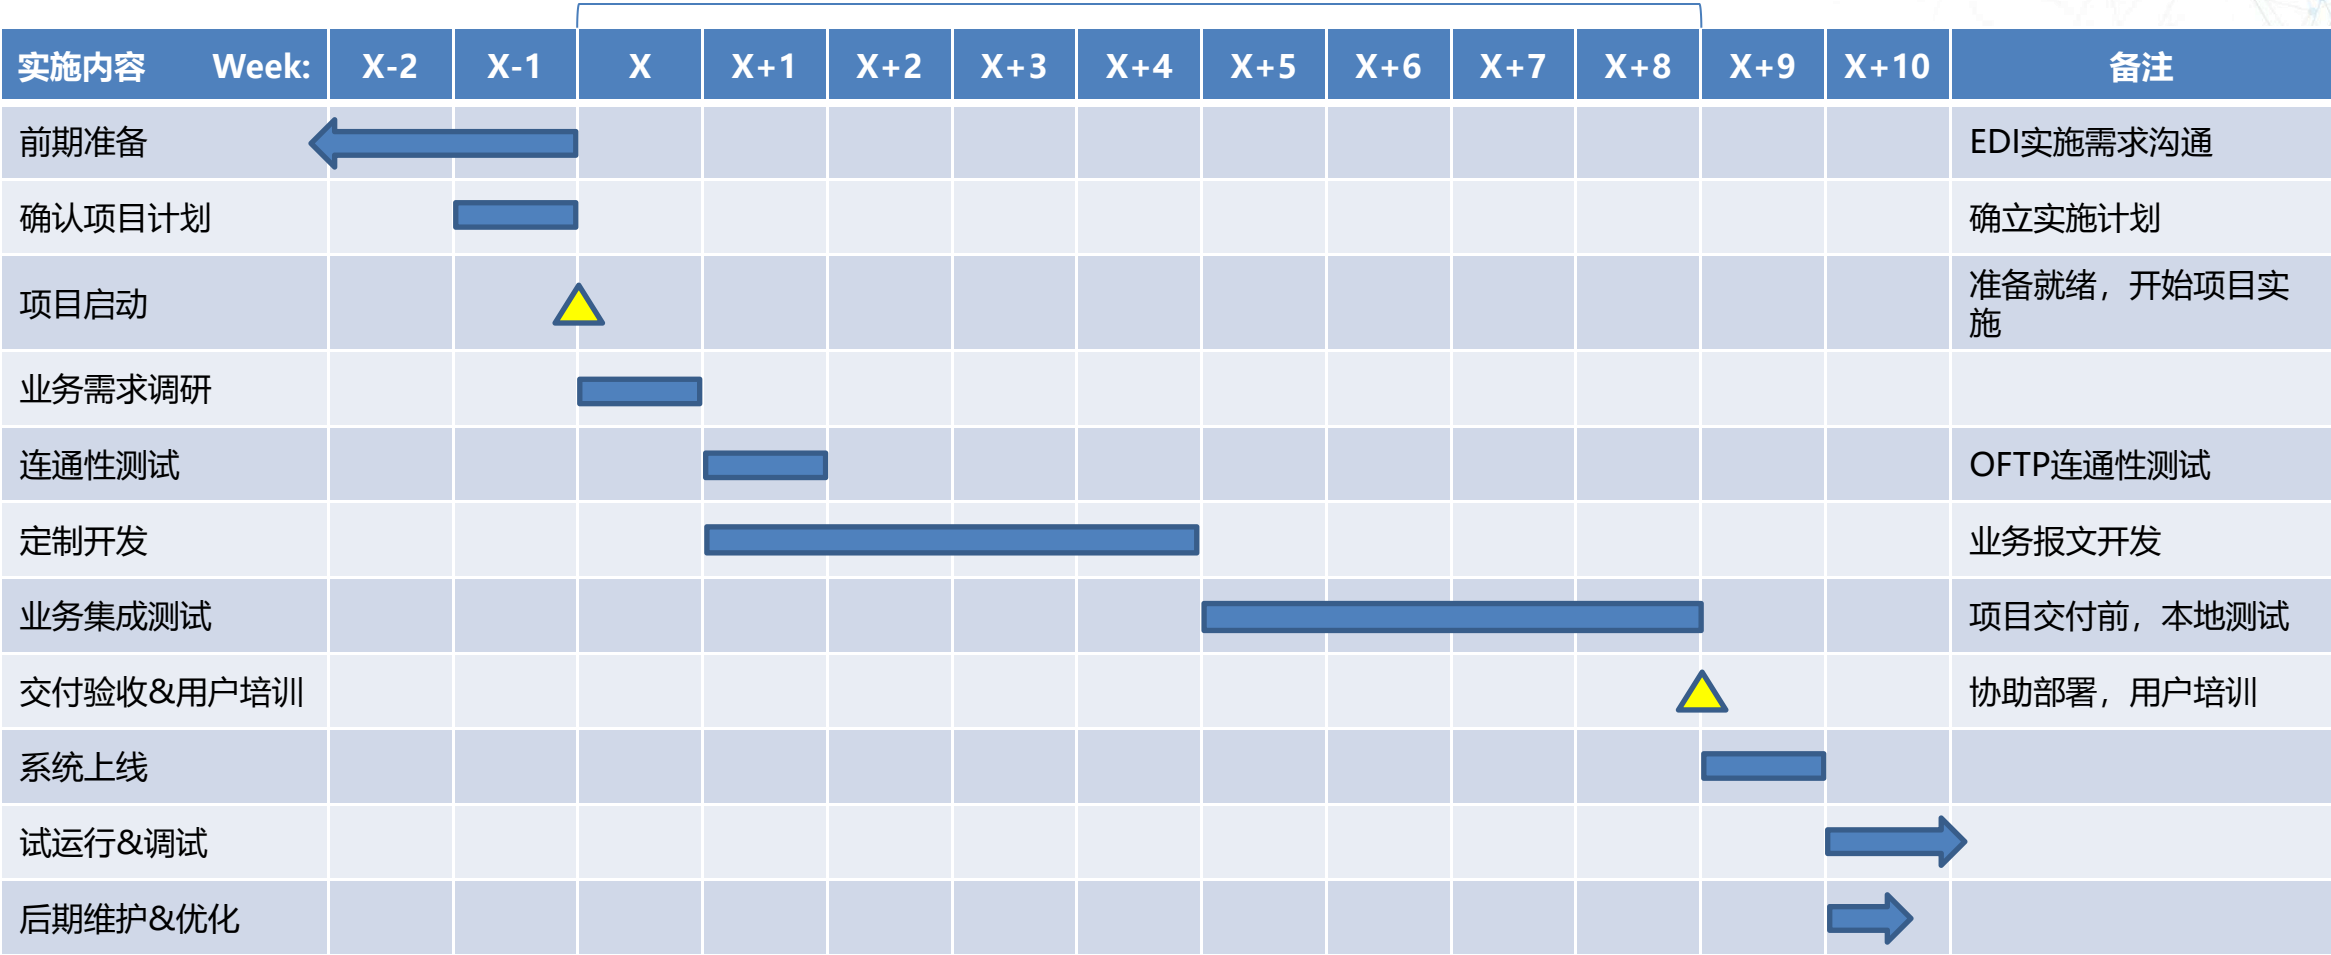 实施内容 Week: X-2 X-1 X X+1 X+2 X+3 X+4 X+5 X+6 X+7 X+8 X+9 X+10 备注
前期准备 EDI实施需求沟通
确认项目计划 确立实施计划
项目启动 准备就绪，开始项目实
施
业务需求调研
连通性测试 OFTP连通性测试
定制开发 业务报文开发
业务集成测试 项目交付前，本地测试
交付验收&用户培训 协助部署，用户培训
系统上线
试运行&调试
后期维护&优化